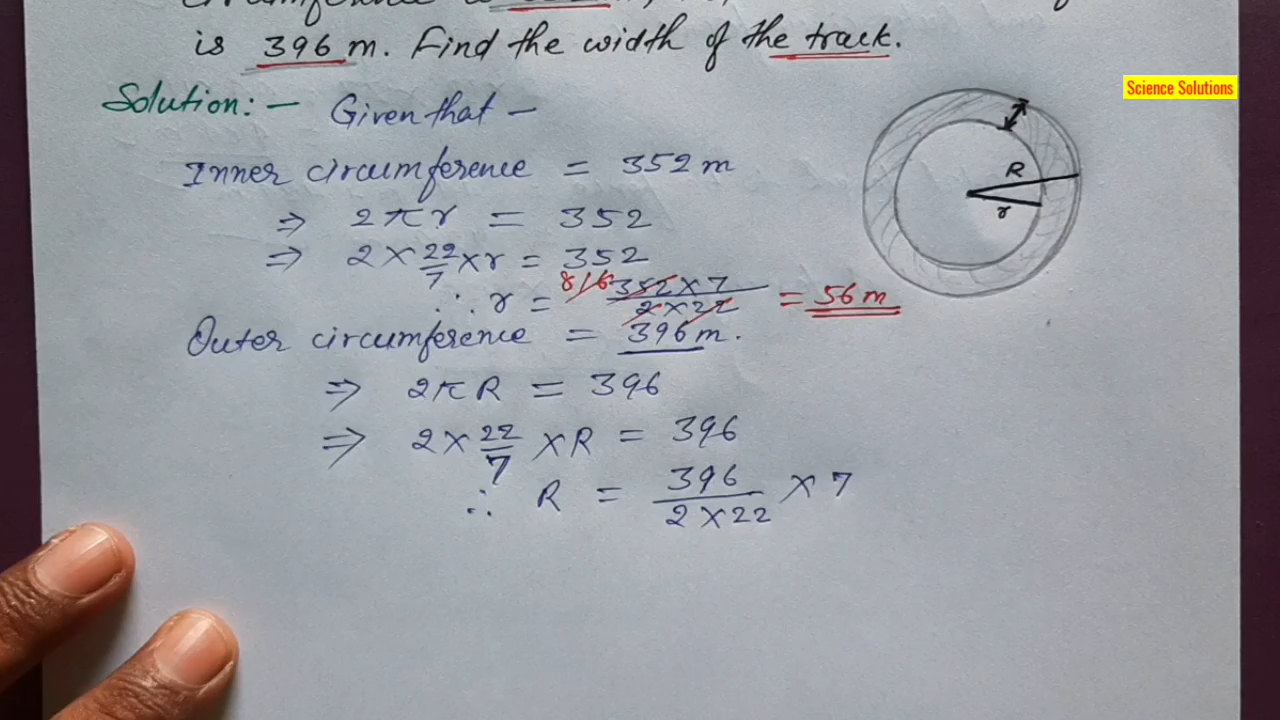 is 396 m. Find the width of the track.
Science Solutions
Solution:— Given that —
R
r
Inner circumference = 352 m
⇒ 2πr = 352
⇒ 2 × 22/7 × r = 352
∴ r = 8 16 352×7 / 2×22 = 56 m
Outer circumference = 396 m.
⇒ 2πR = 396
⇒ 2 × 22/7 × R = 396
∴ R = 396 / 2×22 × 7